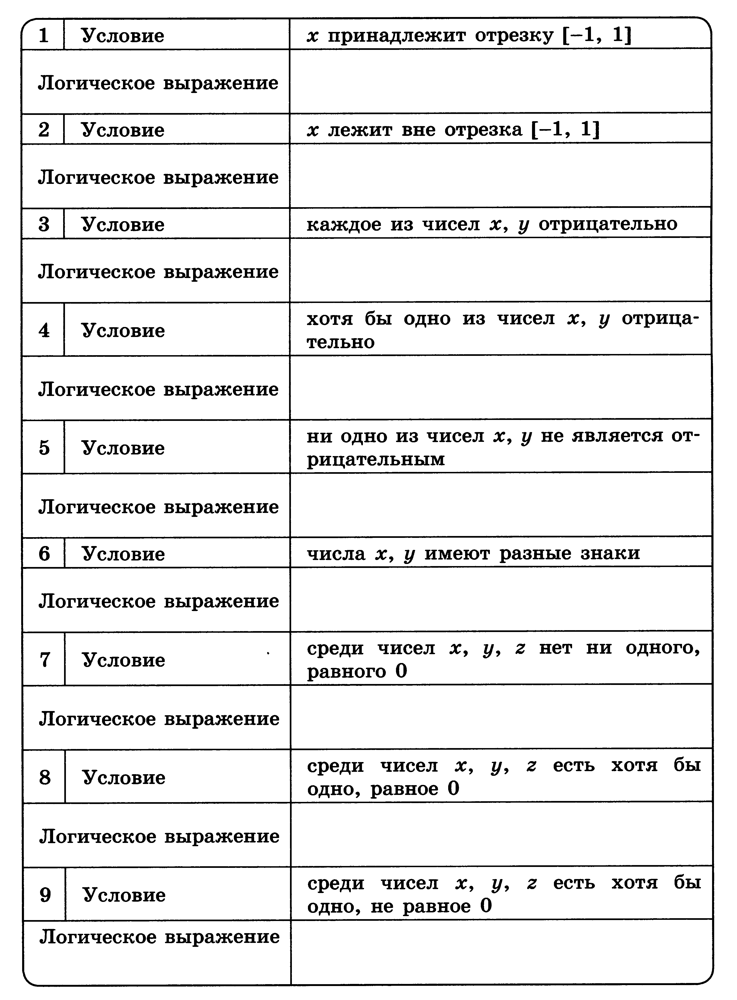 1 Условие x принадлежит отрезку [–1, 1]
Логическое выражение
2 Условие x лежит вне отрезка [–1, 1]
Логическое выражение
3 Условие каждое из чисел x, y отрицательно
Логическое выражение
4 Условие хотя бы одно из чисел x, y отрица-
тельно
Логическое выражение
5 Условие ни одно из чисел x, y не является от-
рицательным
Логическое выражение
6 Условие числа x, y имеют разные знаки
Логическое выражение
7 Условие среди чисел x, y, z нет ни одного,
равного 0
Логическое выражение
8 Условие среди чисел x, y, z есть хотя бы
одно, равное 0
Логическое выражение
9 Условие среди чисел x, y, z есть хотя бы
одно, не равное 0
Логическое выражение